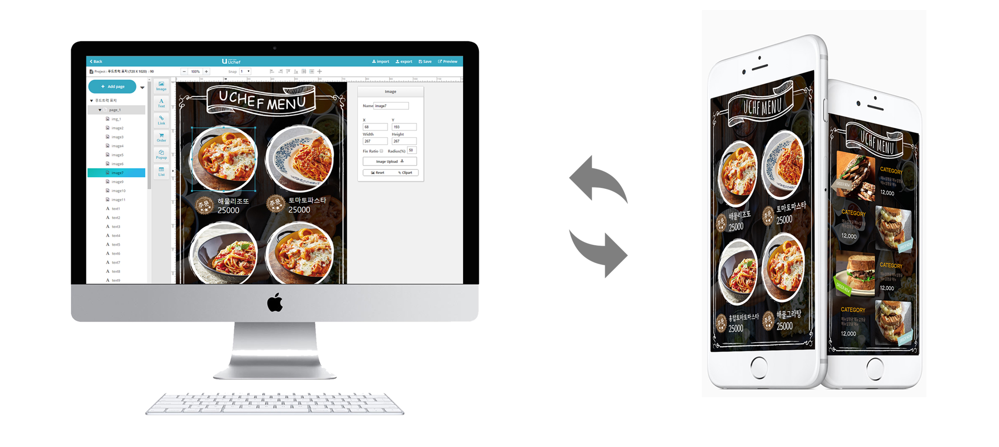 Back
Uchef
import
export
Save
Preview
Project : 푸드트럭 표지 (720 X 1020) : 90
100%
Snap
1
Add page
푸드트럭 표지
page_1
img_1
image2
image3
image4
image5
image6
image7
image9
image10
image11
text1
text2
text3
text4
text5
text6
text7
text8
text9
Image
Text
Link
Order
Popup
List
UCHEF MENU
주문
해물리조또
25000
주문
토마토파스타
25000
Image
Name
image7
X
Y
68
193
Width
Height
267
267
Fix Ratio
Radius(%)
50
Image Upload
Reset
Clipart
UCHF MENU
주문
해물리조또
25000
주문
토마토파스타
25000
주문
홍합토마토파스타
25000
주문
해물그라탕
25000
UCHF MENU
ORDER NOW
CATEGORY
12,000
CATEGORY
12,000
ORDER NOW
CATEGORY
12,000
ORDER NOW
CATEGORY
12,000
ORDER NOW